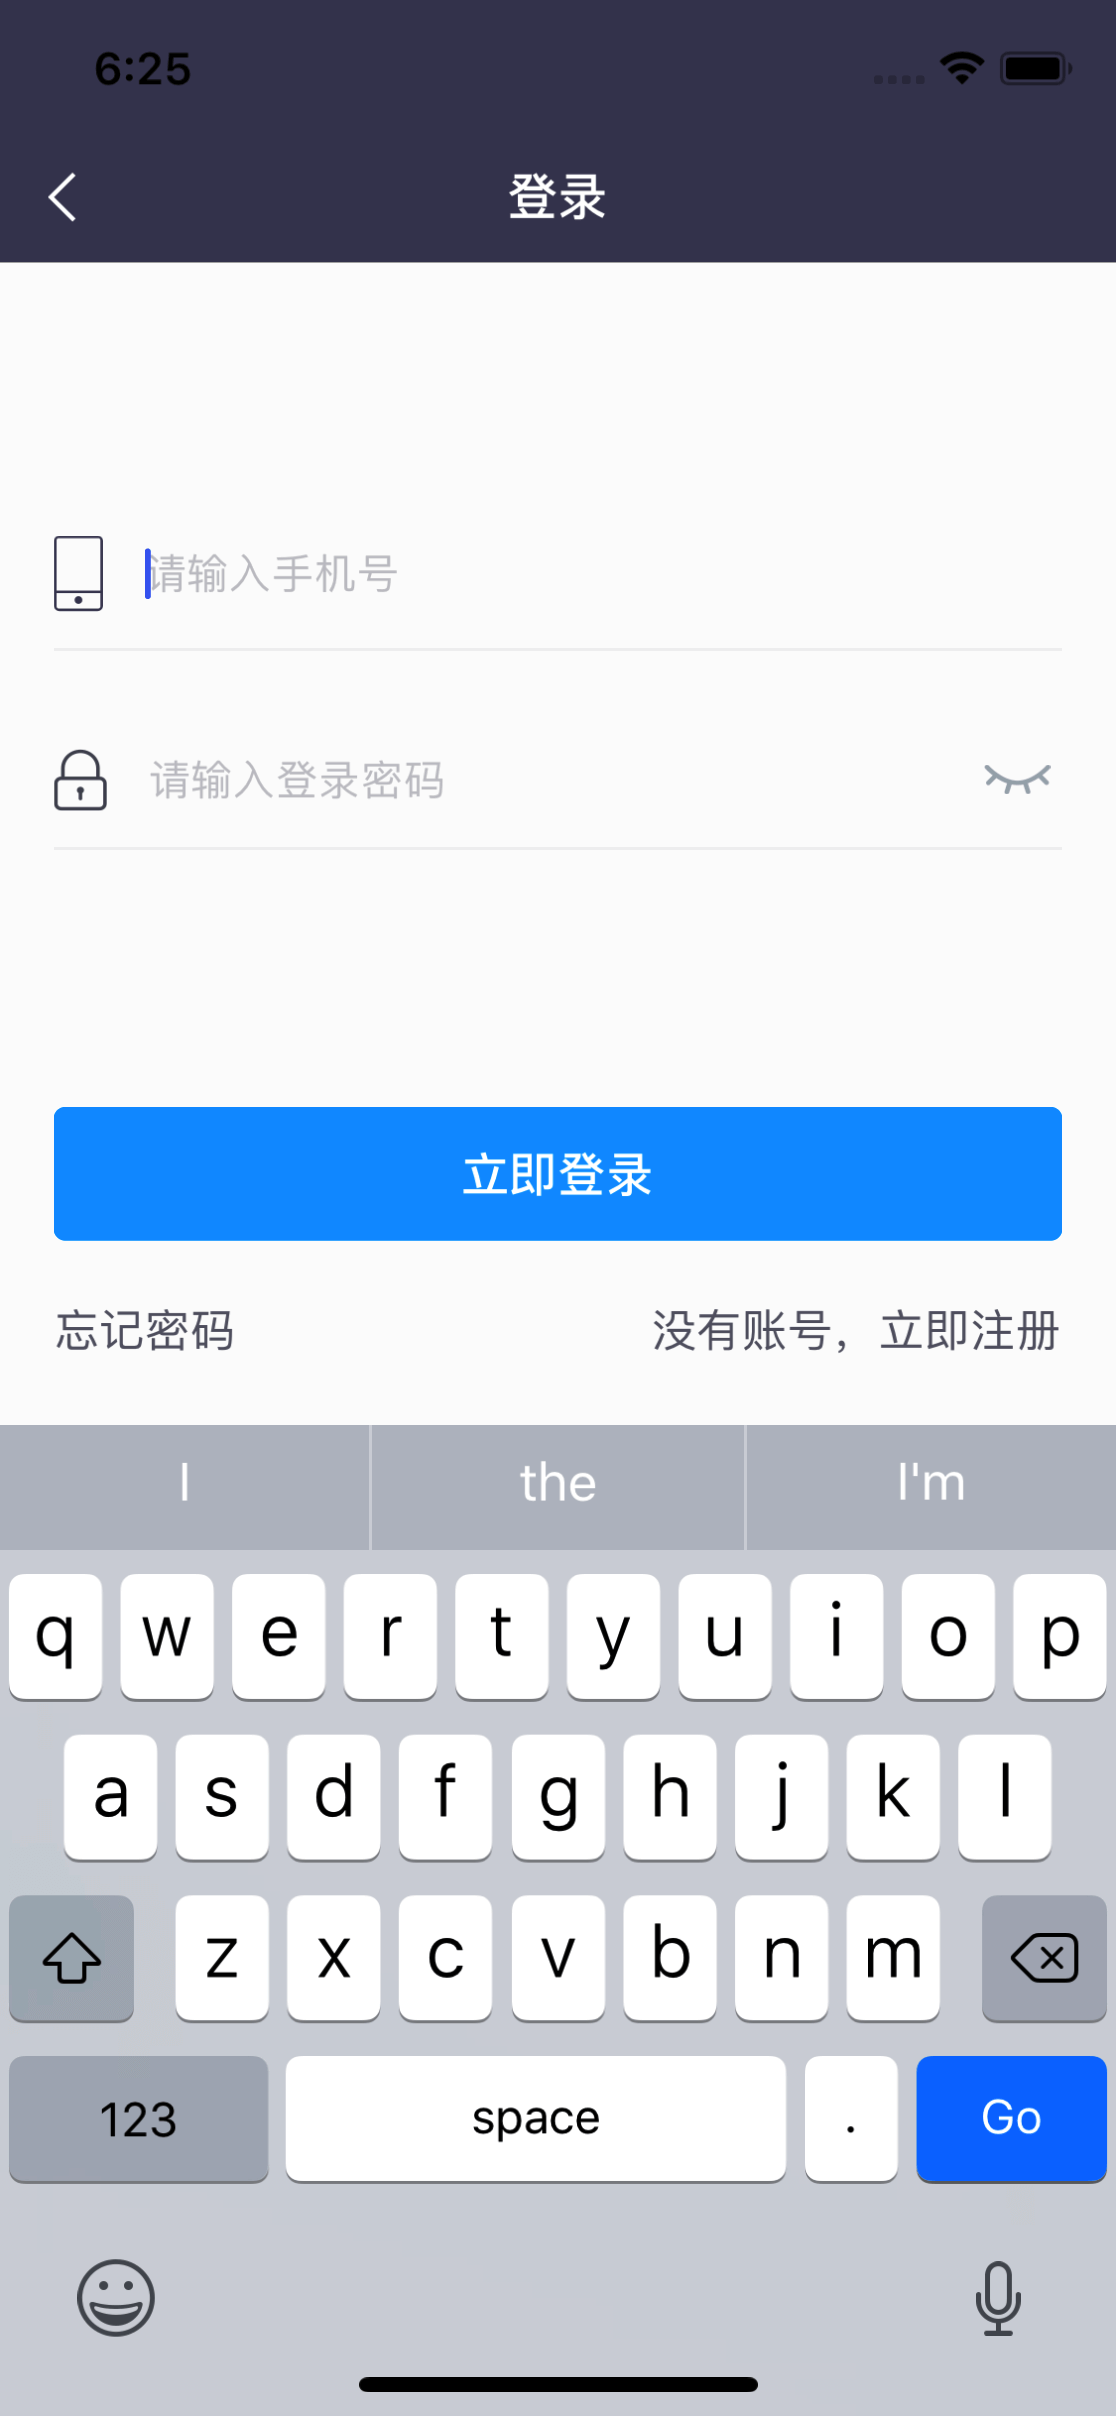 6:25
登录
请输入手机号
请输入登录密码
立即登录
忘记密码 没有账号，立即注册
I the I'm
q w e r t y u i o p
a s d f g h j k l
z x c v b n m
123 space . Go